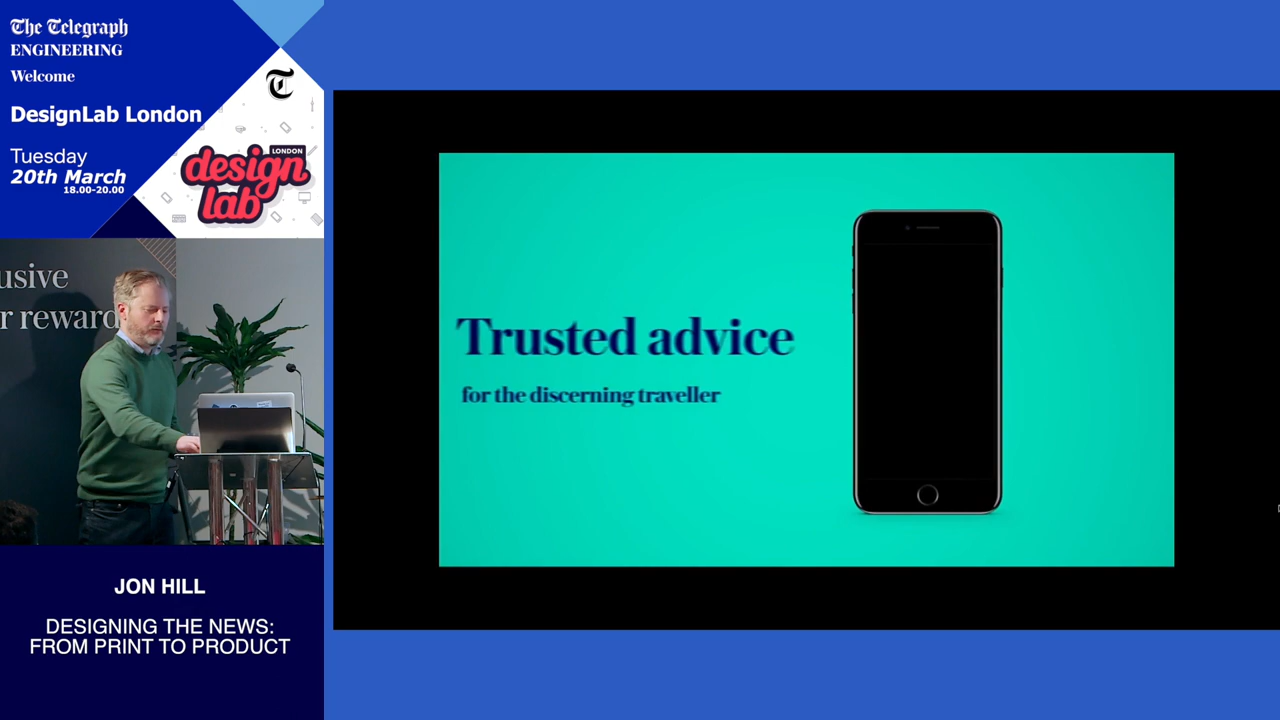 The Telegraph
ENGINEERING
Welcome
DesignLab London
Tuesday
20th March
18.00-20.00
T
LONDON
design
lab
usive
r reward
JON HILL
DESIGNING THE NEWS:
FROM PRINT TO PRODUCT
Trusted advice
for the discerning traveller